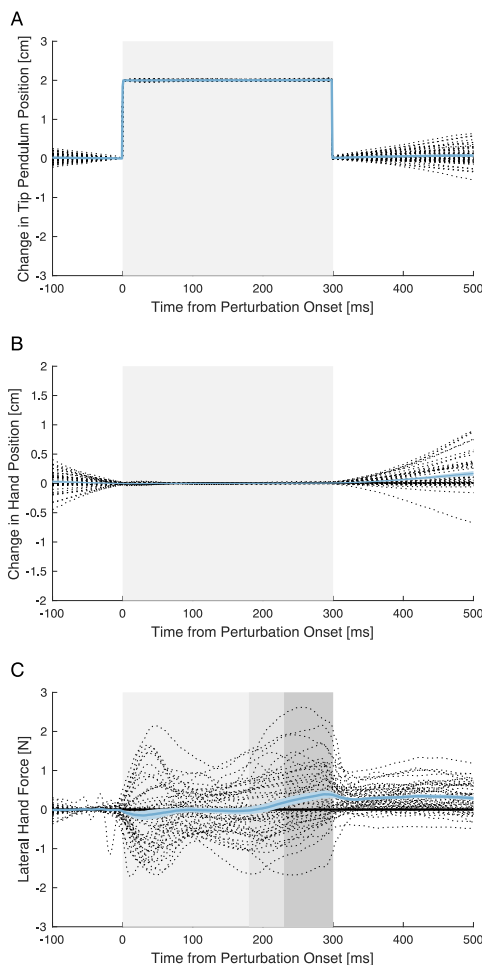 A
Change in Tip Pendulum Position [cm]
3
2
1
0
-1
-2
-3
-100 0 100 200 300 400 500
Time from Perturbation Onset [ms]
B
Change in Hand Position [cm]
2
1.5
1
0.5
0
-0.5
-1
-1.5
-2
-100 0 100 200 300 400 500
Time from Perturbation Onset [ms]
C
Lateral Hand Force [N]
3
2
1
0
-1
-2
-3
-100 0 100 200 300 400 500
Time from Perturbation Onset [ms]